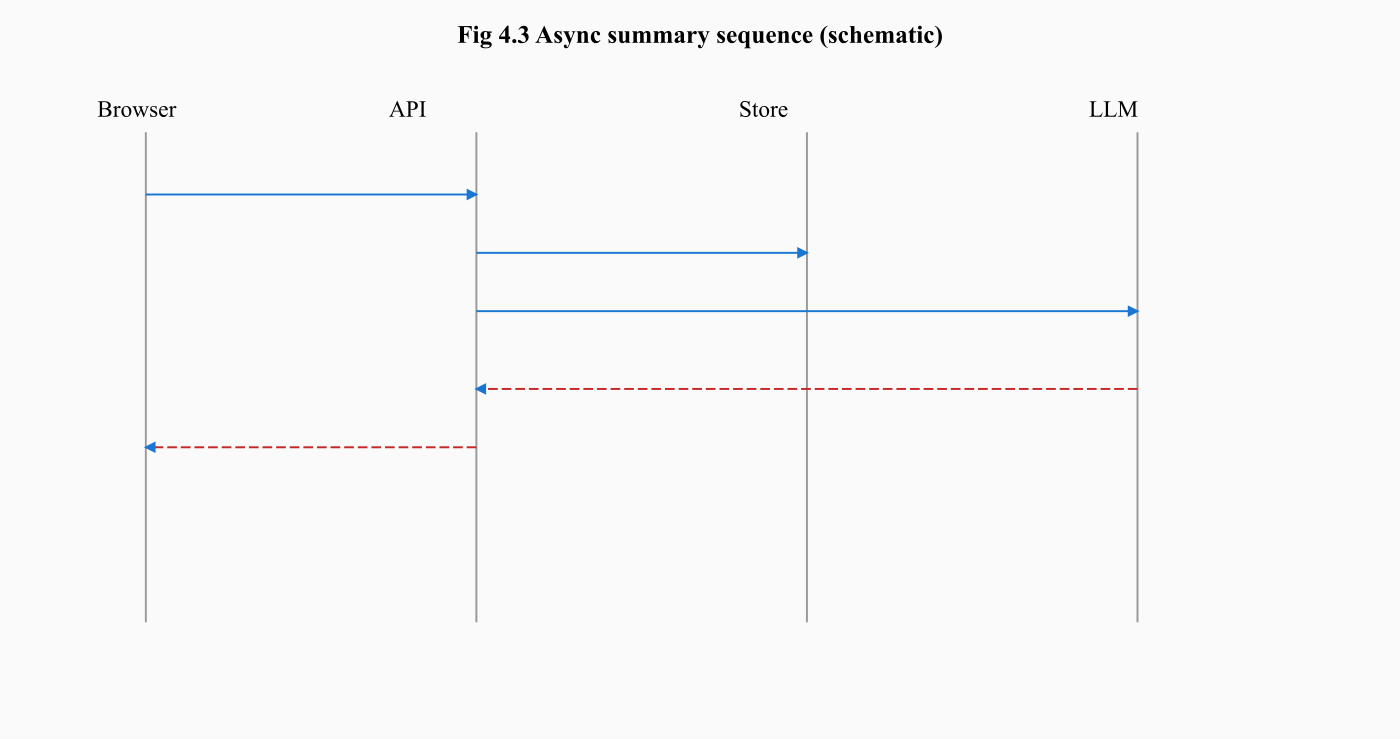 Fig 4.3 Async summary sequence (schematic)
Browser API Store LLM